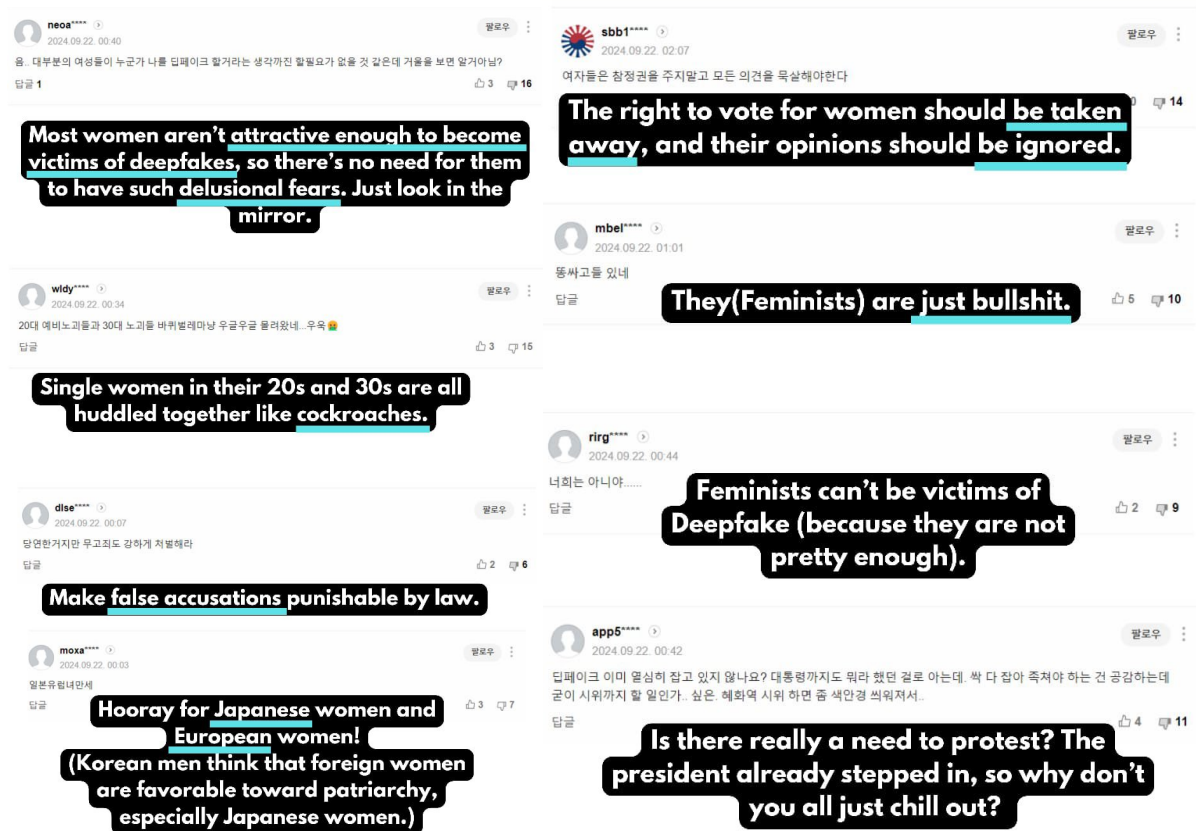 neoa****
팔로우
2024.09.22. 00:40
음.. 대부분의 여성들이 누군가 나를 딥페이크 할거라는 생각까진 할필요가 없을 것 같은데 거울을 보면 알거아님?
답글 1
3 16
Most women aren't attractive enough to become
victims of deepfakes, so there's no need for them
to have such delusional fears. Just look in the
mirror.
wldy****
팔로우
2024.09.22. 00:34
20대 예비노괴들과 30대 노괴들 바퀴벌레마냥 우글우글 몰려왔네...우욱🤮
답글
3 15
Single women in their 20s and 30s are all
huddled together like cockroaches.
dlse****
팔로우
2024.09.22. 00:07
당연한거지만 무고죄도 강하게 처벌해라
답글
2 6
Make false accusations punishable by law.
moxa****
팔로우
2024.09.22. 00:03
일본유럽녀만세
답글
3 7
Hooray for Japanese women and
European women!
(Korean men think that foreign women
are favorable toward patriarchy,
especially Japanese women.)
sbb1****
팔로우
2024.09.22. 02:07
여자들은 참정권을 주지말고 모든 의견을 묵살해야한다
0 14
The right to vote for women should be taken
away, and their opinions should be ignored.
mbel****
팔로우
2024.09.22. 01:01
똥싸고들 있네
답글
5 10
They(Feminists) are just bullshit.
rirg****
팔로우
2024.09.22. 00:44
너희는 아니야......
답글
2 9
Feminists can't be victims of
Deepfake (because they are not
pretty enough).
app5****
팔로우
2024.09.22. 00:42
딥페이크 이미 열심히 잡고 있지 않나요? 대통령까지도 뭐라 했던 걸로 아는데. 싹 다 잡아 족쳐야 하는 건 공감하는데
굳이 시위까지 할 일인가.. 싶은. 혜화역 시위 하면 좀 색안경 씌워져서..
답글
4 11
Is there really a need to protest? The
president already stepped in, so why don't
you all just chill out?